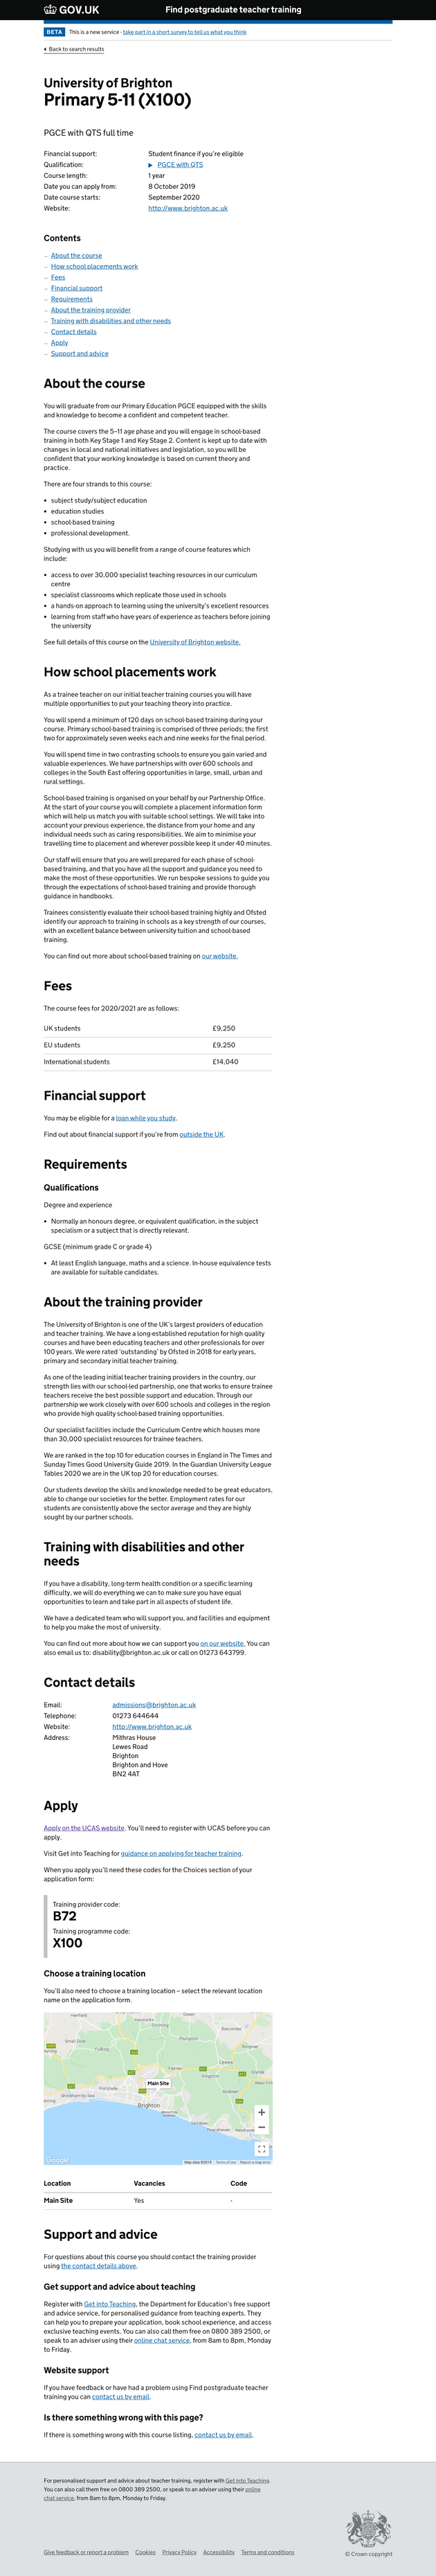 GOV.UK
Find postgraduate teacher training
BETA This is a new service - take part in a short survey to tell us what you think
Back to search results
University of Brighton
Primary 5-11 (X100)
PGCE with QTS full time
Financial support: Student finance if you're eligible
Qualification: PGCE with QTS
Course length: 1 year
Date you can apply from: 8 October 2019
Date course starts: September 2020
Website: http://www.brighton.ac.uk
Contents
– About the course
– How school placements work
– Fees
– Financial support
– Requirements
– About the training provider
– Training with disabilities and other needs
– Contact details
– Apply
– Support and advice
About the course
You will graduate from our Primary Education PGCE equipped with the skills
and knowledge to become a confident and competent teacher.
The course covers the 5–11 age phase and you will engage in school-based
training in both Key Stage 1 and Key Stage 2. Content is kept up to date with
changes in local and national initiatives and legislation, so you will be
confident that your working knowledge is based on current theory and
practice.
There are four strands to this course:
• subject study/subject education
• education studies
• school-based training
• professional development.
Studying with us you will benefit from a range of course features which
include:
• access to over 30,000 specialist teaching resources in our curriculum
centre
• specialist classrooms which replicate those used in schools
• a hands-on approach to learning using the university's excellent resources
• learning from staff who have years of experience as teachers before joining
the university
See full details of this course on the University of Brighton website.
How school placements work
As a trainee teacher on our initial teacher training courses you will have
multiple opportunities to put your teaching theory into practice.
You will spend a minimum of 120 days on school-based training during your
course. Primary school-based training is comprised of three periods; the first
two for approximately seven weeks each and nine weeks for the final period.
You will spend time in two contrasting schools to ensure you gain varied and
valuable experiences. We have partnerships with over 600 schools and
colleges in the South East offering opportunities in large, small, urban and
rural settings.
School-based training is organised on your behalf by our Partnership Office.
At the start of your course you will complete a placement information form
which will help us match you with suitable school settings. We will take into
account your previous experience, the distance from your home and any
individual needs such as caring responsibilities. We aim to minimise your
travelling time to placement and wherever possible keep it under 40 minutes.
Our staff will ensure that you are well prepared for each phase of school-
based training, and that you have all the support and guidance you need to
make the most of these opportunities. We run bespoke sessions to guide you
through the expectations of school-based training and provide thorough
guidance in handbooks.
Trainees consistently evaluate their school-based training highly and Ofsted
identify our approach to training in schools as a key strength of our courses,
with an excellent balance between university tuition and school-based
training.
You can find out more about school-based training on our website.
Fees
The course fees for 2020/2021 are as follows:
UK students £9,250
EU students £9,250
International students £14,040
Financial support
You may be eligible for a loan while you study.
Find out about financial support if you're from outside the UK.
Requirements
Qualifications
Degree and experience
• Normally an honours degree, or equivalent qualification, in the subject
specialism or a subject that is directly relevant.
GCSE (minimum grade C or grade 4)
• At least English language, maths and a science. In-house equivalence tests
are available for suitable candidates.
About the training provider
The University of Brighton is one of the UK's largest providers of education
and teacher training. We have a long-established reputation for high quality
courses and have been educating teachers and other professionals for over
100 years. We were rated 'outstanding' by Ofsted in 2018 for early years,
primary and secondary initial teacher training.
As one of the leading initial teacher training providers in the country, our
strength lies with our school-led partnership, one that works to ensure trainee
teachers receive the best possible support and education. Through our
partnership we work closely with over 600 schools and colleges in the region
who provide high quality school-based training opportunities.
Our specialist facilities include the Curriculum Centre which houses more
than 30,000 specialist resources for trainee teachers.
We are ranked in the top 10 for education courses in England in The Times and
Sunday Times Good University Guide 2019. In the Guardian University League
Tables 2020 we are in the UK top 20 for education courses.
Our students develop the skills and knowledge needed to be great educators,
able to change our societies for the better. Employment rates for our
students are consistently above the sector average and they are highly
sought by our partner schools.
Training with disabilities and other
needs
If you have a disability, long-term health condition or a specific learning
difficulty, we will do everything we can to make sure you have equal
opportunities to learn and take part in all aspects of student life.
We have a dedicated team who will support you, and facilities and equipment
to help you make the most of university.
You can find out more about how we can support you on our website. You can
also email us to: disability@brighton.ac.uk or call on 01273 643799.
Contact details
Email: admissions@brighton.ac.uk
Telephone: 01273 644644
Website: http://www.brighton.ac.uk
Address: Mithras House
Lewes Road
Brighton
Brighton and Hove
BN2 4AT
Apply
Apply on the UCAS website. You'll need to register with UCAS before you can
apply.
Visit Get into Teaching for guidance on applying for teacher training.
When you apply you'll need these codes for the Choices section of your
application form:
Training provider code:
B72
Training programme code:
X100
Choose a training location
You'll also need to choose a training location – select the relevant location
name on the application form.
Henfield
Streat
Plumpton
Barcombe
Small Dole
Fulking
Ringmer
Falmer
Kingston
Portslade
Shoreham by Sea
Main Site
Brighton
Rodmell
Saltdean
Peacehaven
Newhaven
Google
Map data ©2019 Terms of Use Report a map error
Location Vacancies Code
Main Site Yes -
Support and advice
For questions about this course you should contact the training provider
using the contact details above.
Get support and advice about teaching
Register with Get into Teaching, the Department for Education's free support
and advice service, for personalised guidance from teaching experts. They
can help you to prepare your application, book school experience, and access
exclusive teaching events. You can also call them free on 0800 389 2500, or
speak to an adviser using their online chat service, from 8am to 8pm, Monday
to Friday.
Website support
If you have feedback or have had a problem using Find postgraduate teacher
training you can contact us by email.
Is there something wrong with this page?
If there is something wrong with this course listing, contact us by email.
For personalised support and advice about teacher training, register with Get into Teaching.
You can also call them free on 0800 389 2500, or speak to an adviser using their online
chat service, from 8am to 8pm, Monday to Friday.
Give feedback or report a problem Cookies Privacy Policy Accessibility Terms and conditions
© Crown copyright